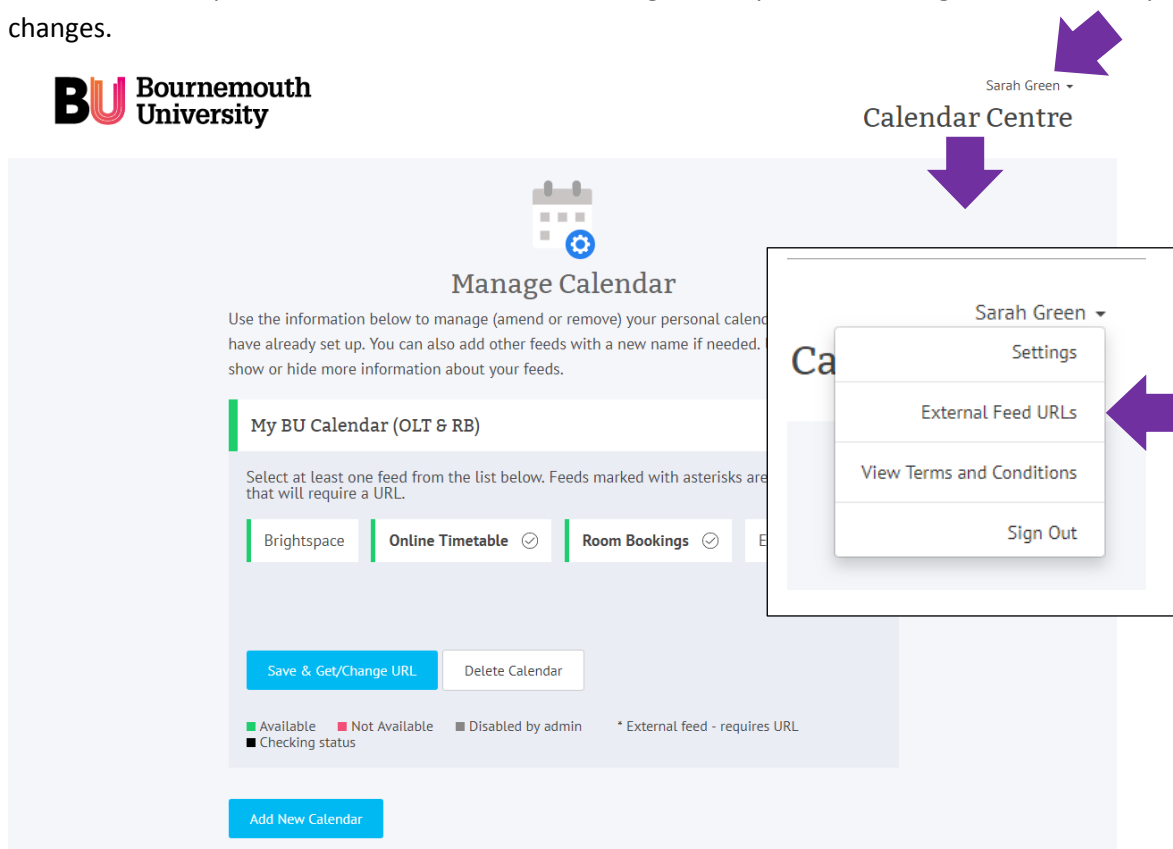 changes.
BU Bournemouth
University
Sarah Green
Calendar Centre
Manage Calendar
Use the information below to manage (amend or remove) your personal
have already set up. You can also add other feeds with a new name if needed.
show or hide more information about your feeds.
My BU Calendar (OLT & RB)
Select at least one feed from the list below. Feeds marked with asterisks are
that will require a URL.
Brightspace
Online Timetable
Room Bookings
Save & Get/Change URL
Delete Calendar
Available
Not Available
Disabled by admin
* External feed - requires URL
Checking status
Add New Calendar
Sarah Green
Ca
Settings
External Feed URLs
View Terms and Conditions
Sign Out